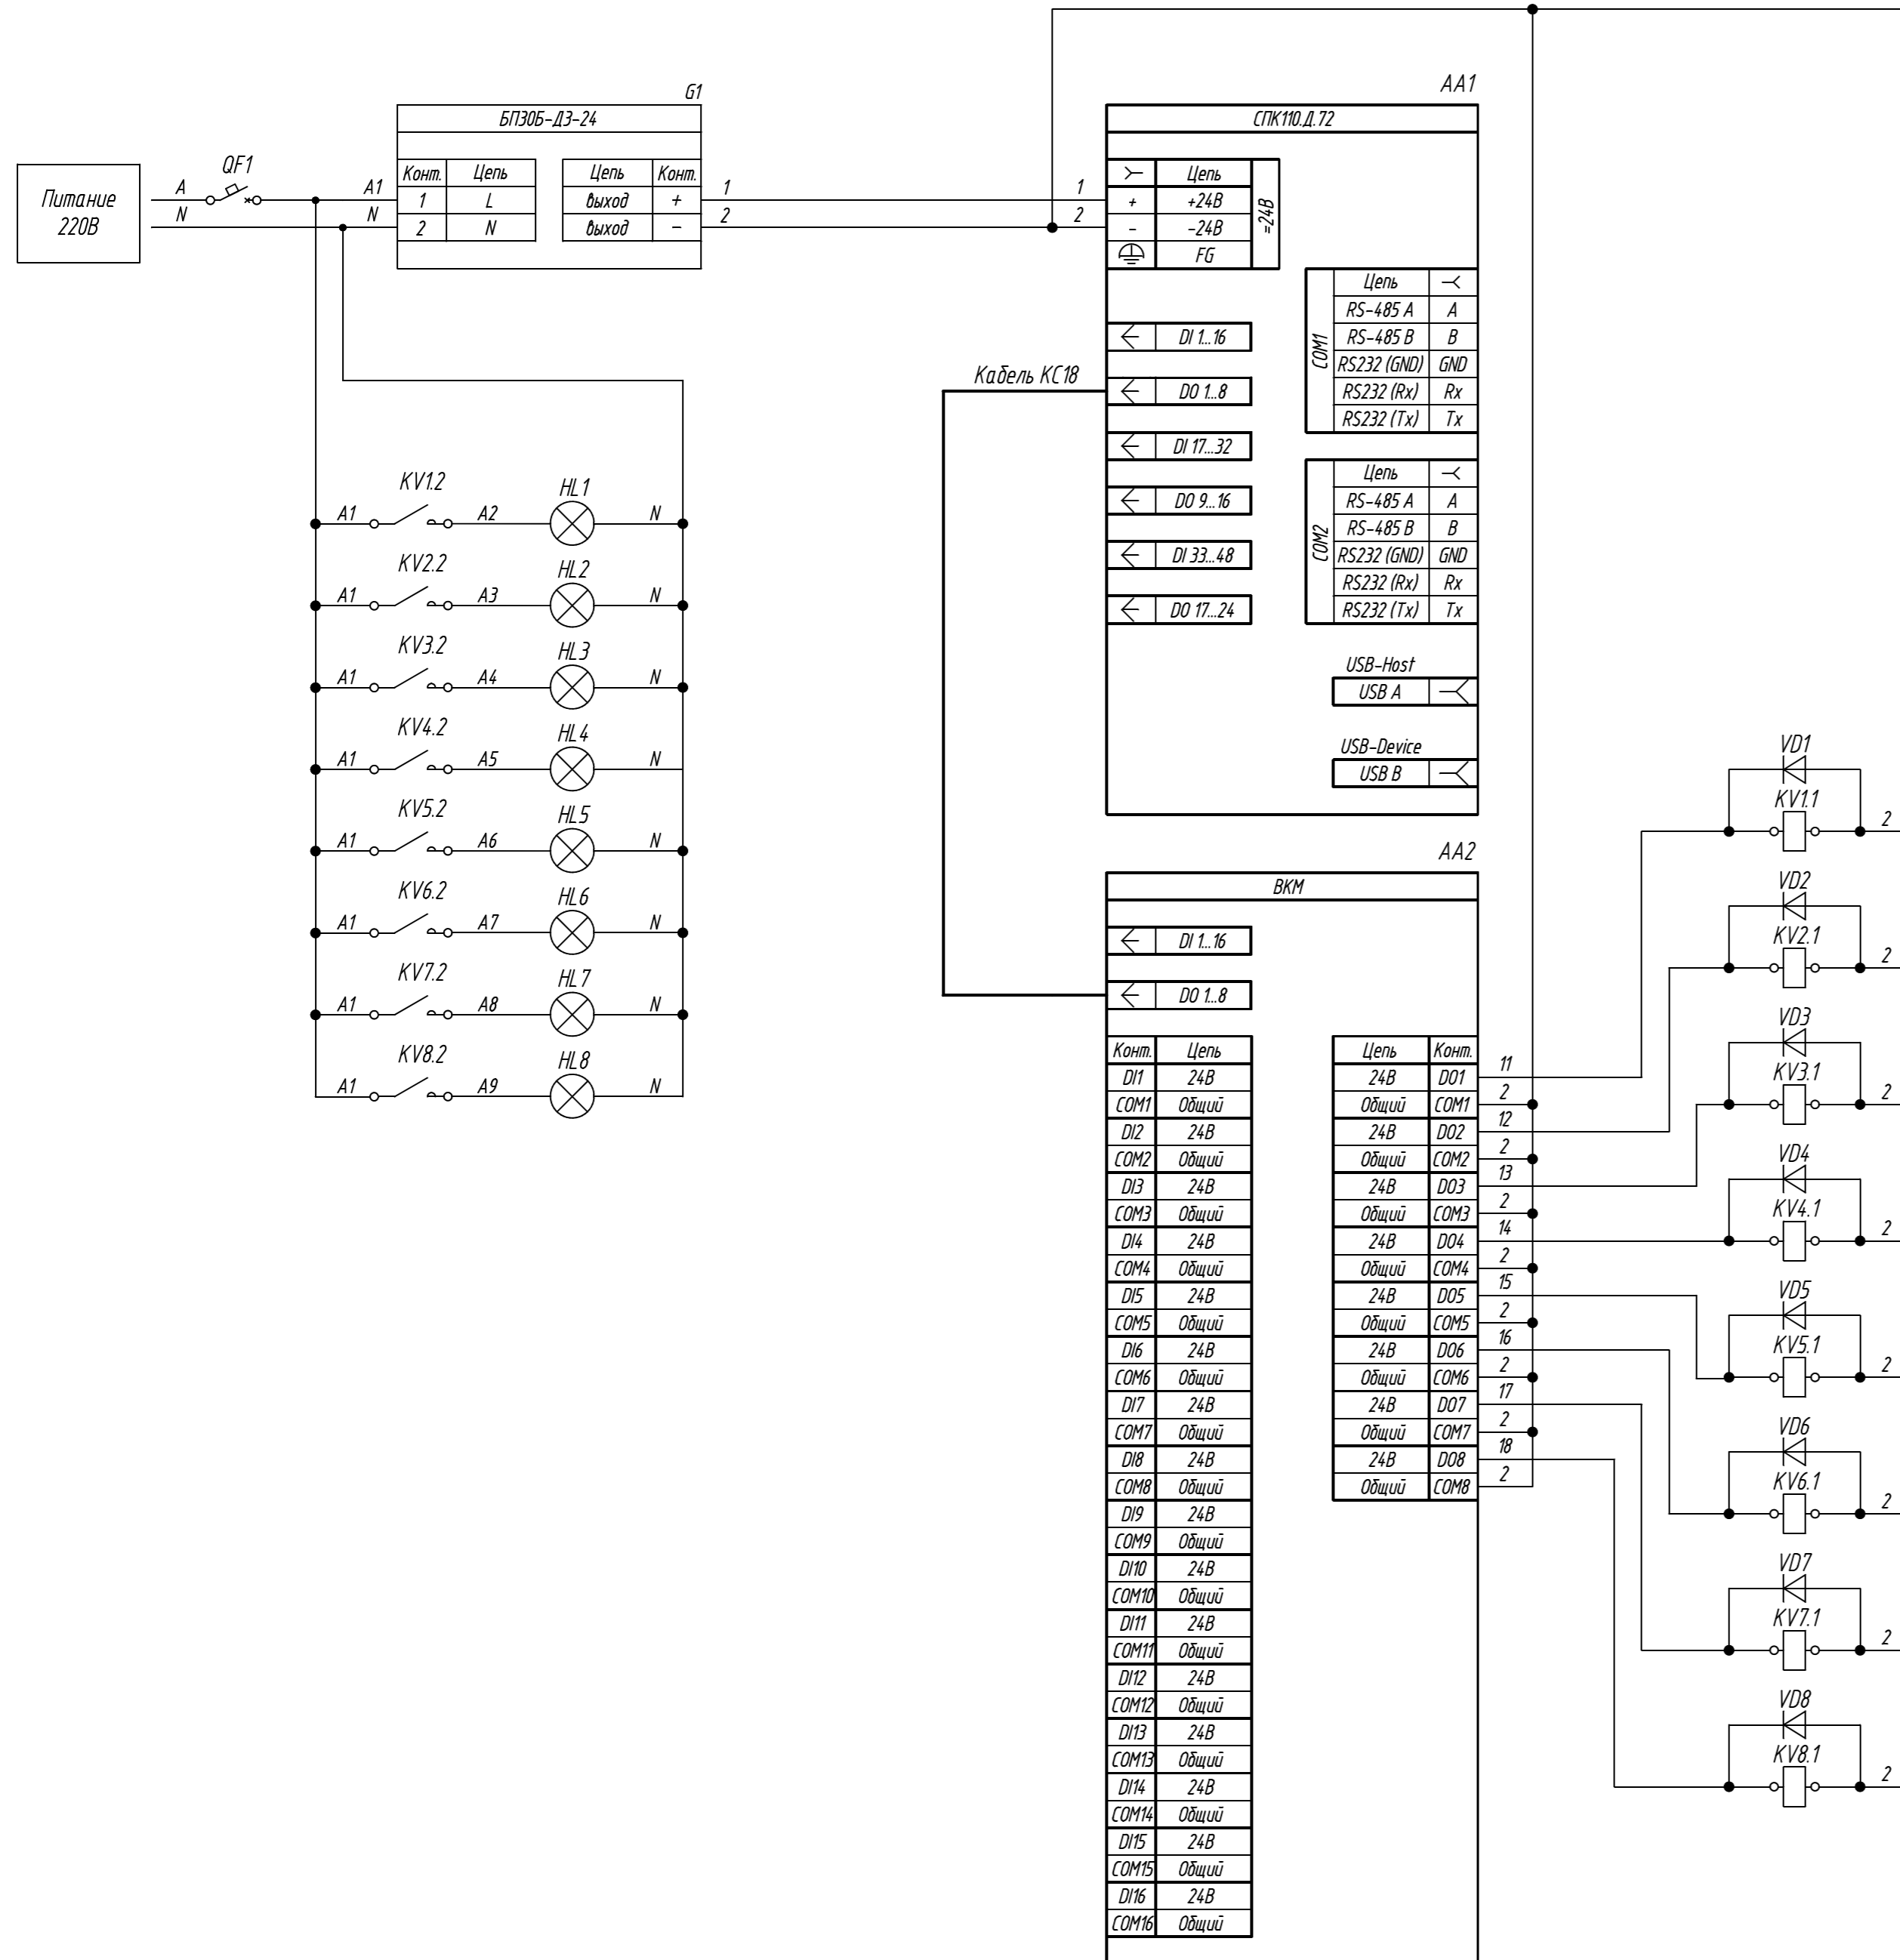 G1
БП30Б-Д3-24
Конт. Цепь Цепь Конт.
1 L выход +
2 N выход -
Питание
220В
A QF1 A1
N N
1 1
2 2
AA1
СПК110.Д.72
Цепь
+ +24В
- -24В
FG
=24В
DI 1...16
DO 1...8
DI 17...32
DO 9...16
DI 33...48
DO 17...24
Кабель КС18
COM1
Цепь
RS-485 A A
RS-485 B B
RS232 (GND) GND
RS232 (Rx) Rx
RS232 (Tx) Tx
COM2
Цепь
RS-485 A A
RS-485 B B
RS232 (GND) GND
RS232 (Rx) Rx
RS232 (Tx) Tx
USB-Host
USB A
USB-Device
USB B
KV1.2 HL1
A1 A2 N
KV2.2 HL2
A1 A3 N
KV3.2 HL3
A1 A4 N
KV4.2 HL4
A1 A5 N
KV5.2 HL5
A1 A6 N
KV6.2 HL6
A1 A7 N
KV7.2 HL7
A1 A8 N
KV8.2 HL8
A1 A9 N
AA2
ВКМ
DI 1...16
DO 1...8
Конт. Цепь
DI1 24В
COM1 Общий
DI2 24В
COM2 Общий
DI3 24В
COM3 Общий
DI4 24В
COM4 Общий
DI5 24В
COM5 Общий
DI6 24В
COM6 Общий
DI7 24В
COM7 Общий
DI8 24В
COM8 Общий
DI9 24В
COM9 Общий
DI10 24В
COM10 Общий
DI11 24В
COM11 Общий
DI12 24В
COM12 Общий
DI13 24В
COM13 Общий
DI14 24В
COM14 Общий
DI15 24В
COM15 Общий
DI16 24В
COM16 Общий
Цепь Конт.
24В DO1 11
Общий COM1 2
24В DO2 12
Общий COM2 2
24В DO3 13
Общий COM3 2
24В DO4 14
Общий COM4 2
24В DO5 15
Общий COM5 2
24В DO6 16
Общий COM6 2
24В DO7 17
Общий COM7 2
24В DO8 18
Общий COM8 2
VD1
KV1.1 2
VD2
KV2.1 2
VD3
KV3.1 2
VD4
KV4.1 2
VD5
KV5.1 2
VD6
KV6.1 2
VD7
KV7.1 2
VD8
KV8.1 2